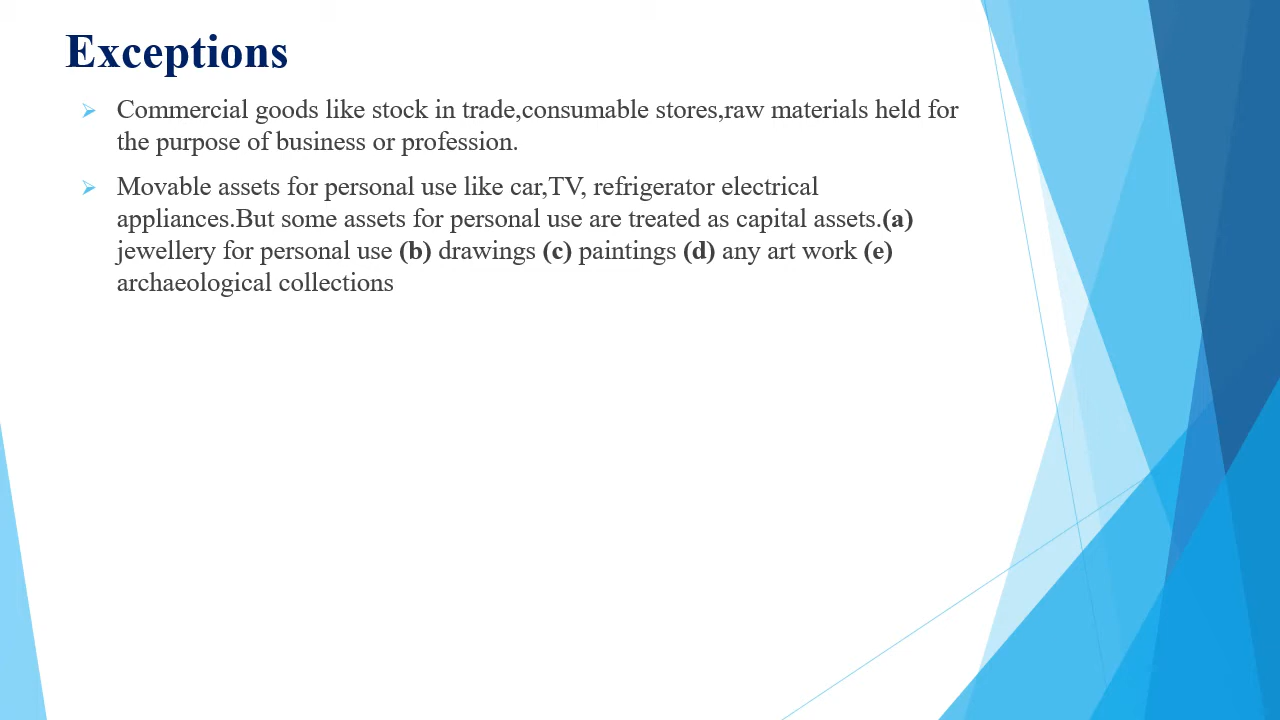 Exceptions
Commercial goods like stock in trade,consumable stores,raw materials held for
the purpose of business or profession.
Movable assets for personal use like car,TV, refrigerator electrical
appliances.But some assets for personal use are treated as capital assets.(a)
jewellery for personal use (b) drawings (c) paintings (d) any art work (e)
archaeological collections